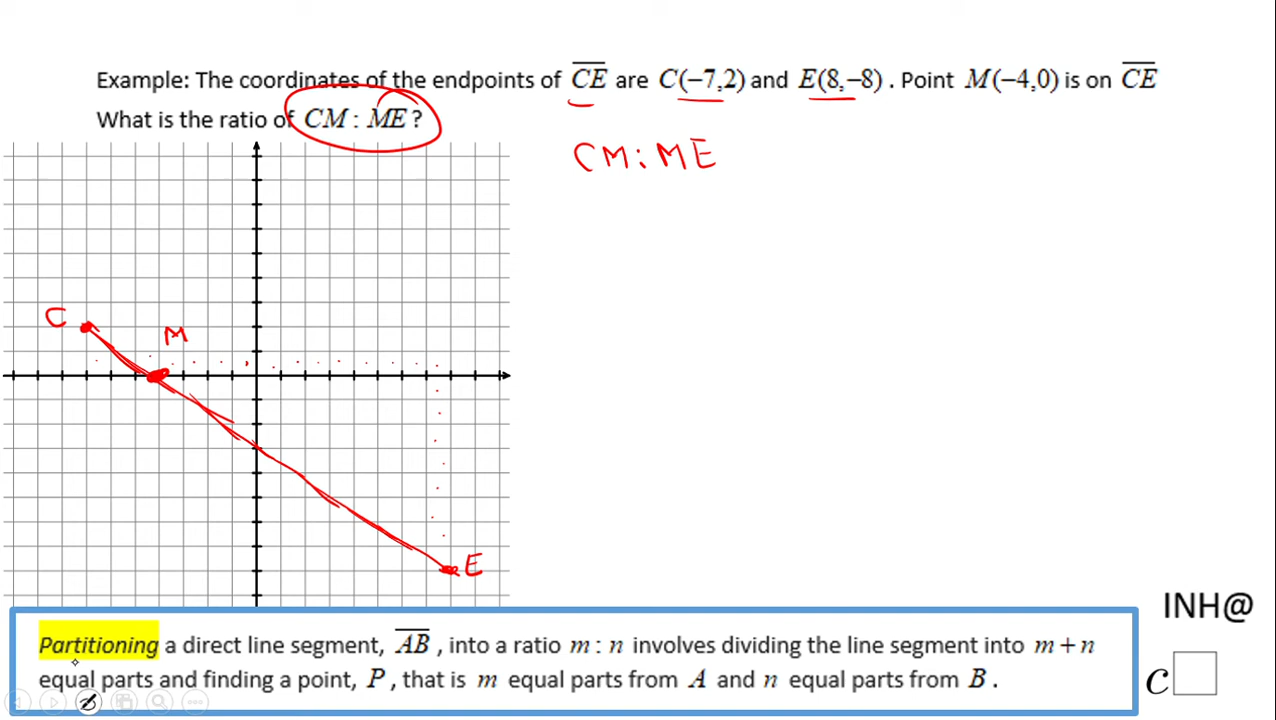 Example: The coordinates of the endpoints of CE are C(−7,2) and E(8,−8). Point M(−4,0) is on CE
What is the ratio of CM : ME ?
CM : ME
C
M
E
INH@
Partitioning a direct line segment, AB, into a ratio m : n involves dividing the line segment into m + n
equal parts and finding a point, P, that is m equal parts from A and n equal parts from B.
c